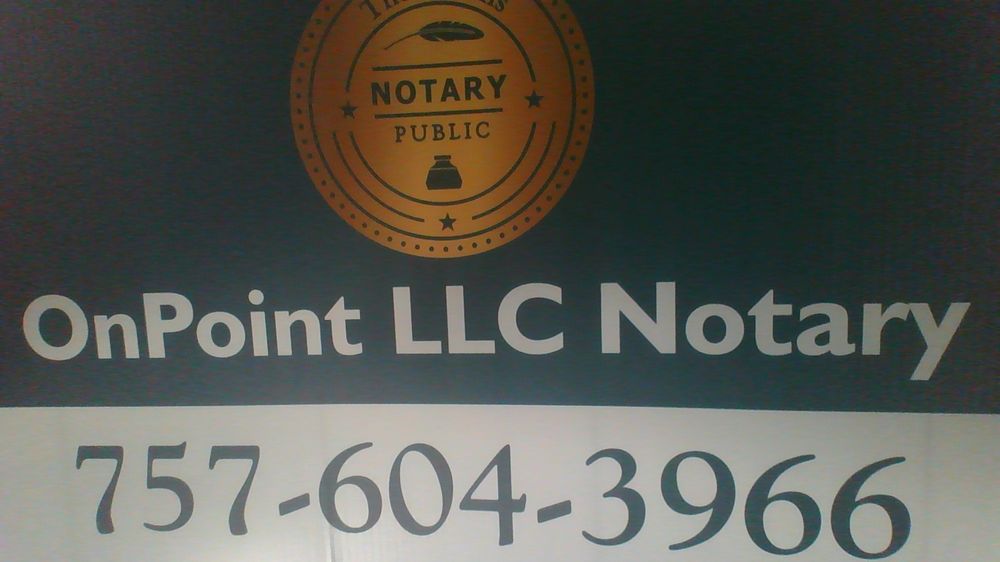 NOTARY
PUBLIC
OnPoint LLC Notary
757-604-3966